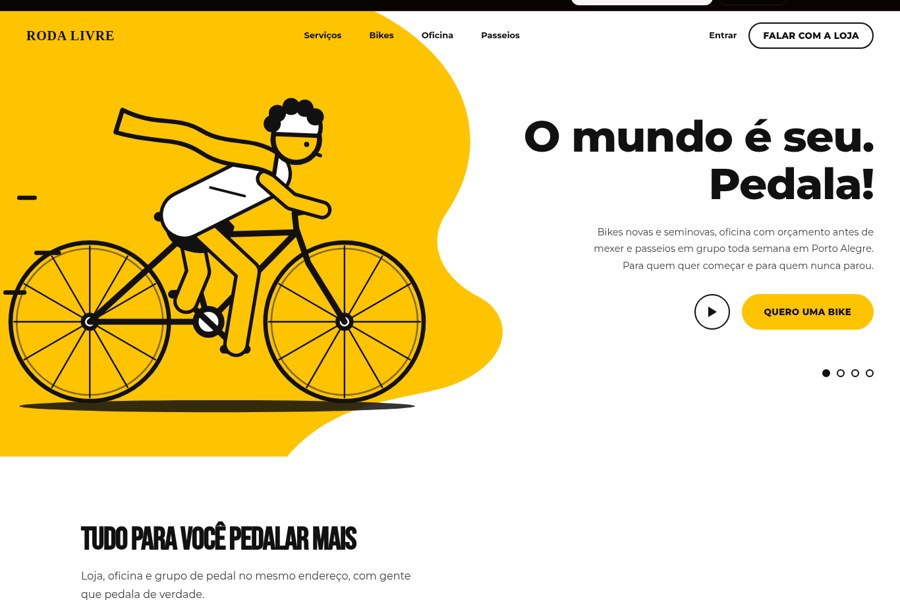 RODA LIVRE
Serviços
Bikes
Oficina
Passeios
Entrar
FALAR COM A LOJA
O mundo é seu.
Pedala!
Bikes novas e seminovas, oficina com orçamento antes de
mexer e passeios em grupo toda semana em Porto Alegre.
Para quem quer começar e para quem nunca parou.
QUERO UMA BIKE
TUDO PARA VOCÊ PEDALAR MAIS
Loja, oficina e grupo de pedal no mesmo endereço, com gente
que pedala de verdade.